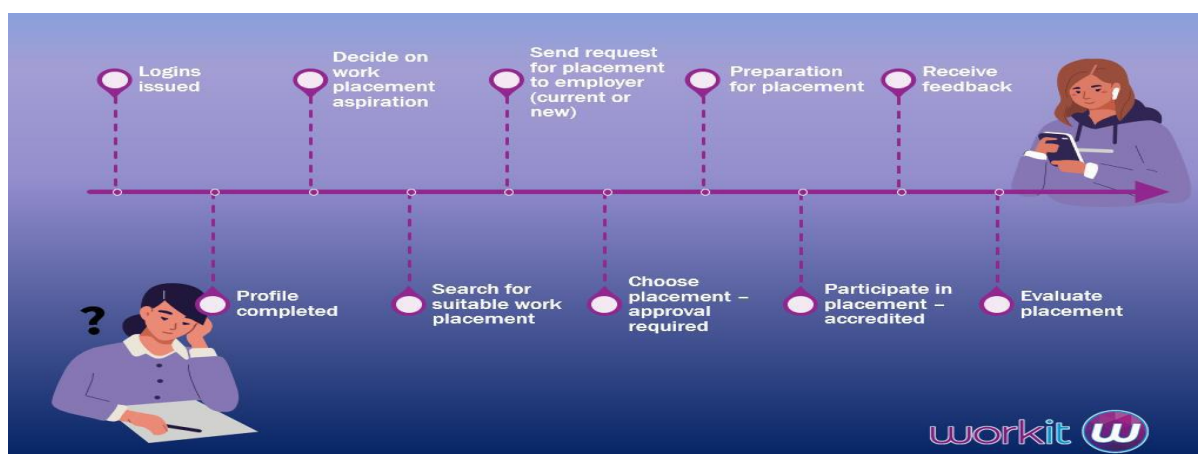 Logins
issued
Profile
completed
Decide on
work
placement
aspiration
Search for
suitable work
placement
Send request
for placement
to employer
(current or
new)
Choose
placement –
approval
required
Preparation
for placement
Participate in
placement –
accredited
Receive
feedback
Evaluate
placement
?
workit w